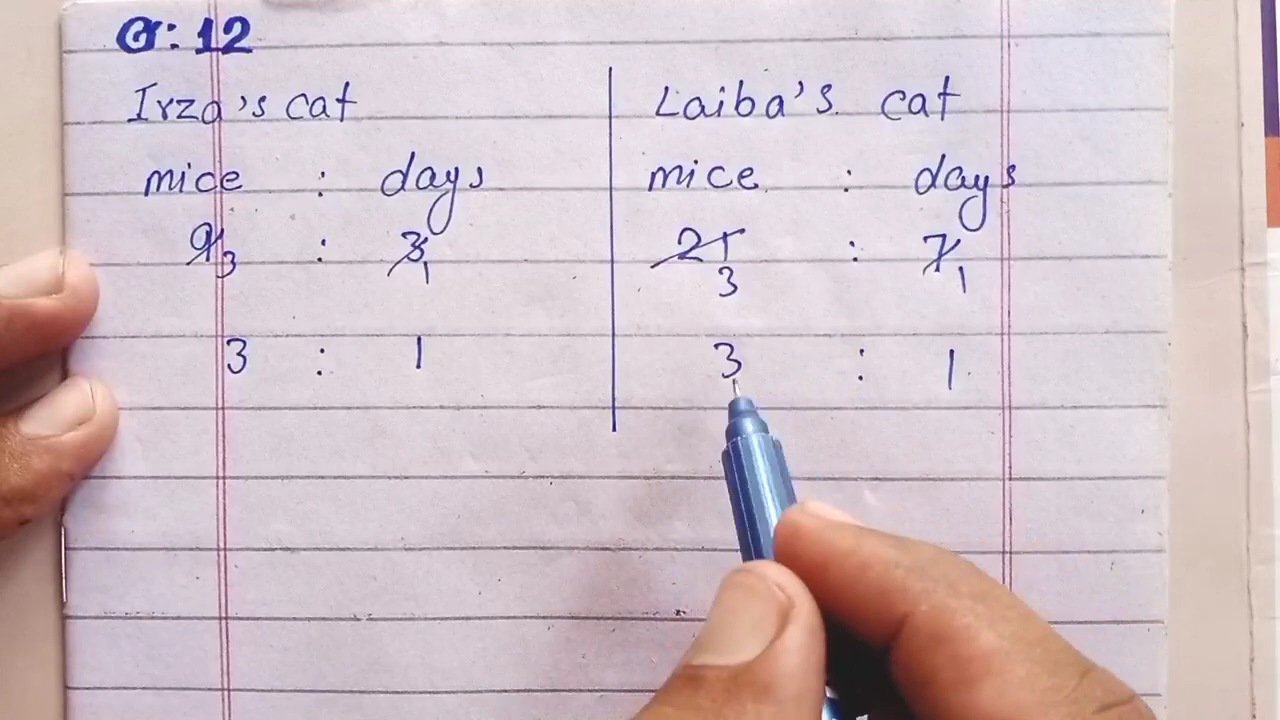 Q: 12
Irza's cat
mice : days
9 3 : 3 1
3 : 1
Laiba's cat
mice : days
21 3 : 7 1
3 : 1